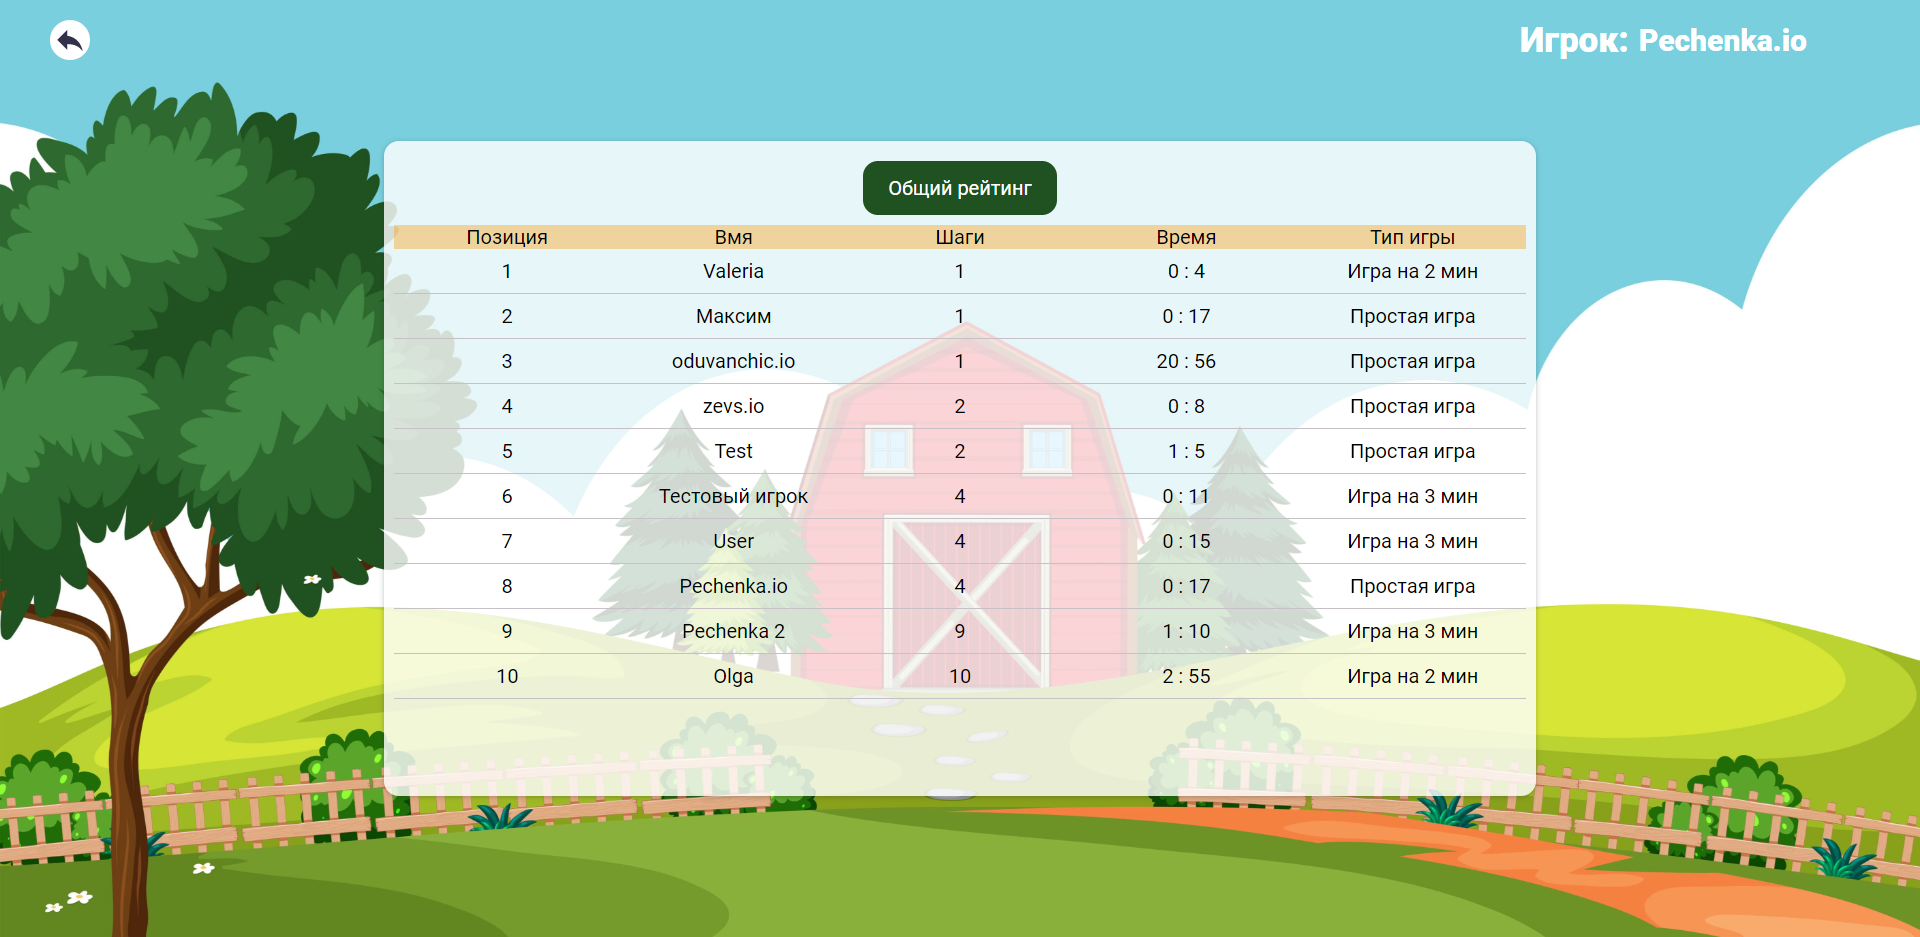 Игрок: Pechenka.io
Общий рейтинг
Позиция Вмя Шаги Время Тип игры
1 Valeria 1 0 : 4 Игра на 2 мин
2 Максим 1 0 : 17 Простая игра
3 oduvanchic.io 1 20 : 56 Простая игра
4 zevs.io 2 0 : 8 Простая игра
5 Test 2 1 : 5 Простая игра
6 Тестовый игрок 4 0 : 11 Игра на 3 мин
7 User 4 0 : 15 Игра на 3 мин
8 Pechenka.io 4 0 : 17 Простая игра
9 Pechenka 2 9 1 : 10 Игра на 3 мин
10 Olga 10 2 : 55 Игра на 2 мин